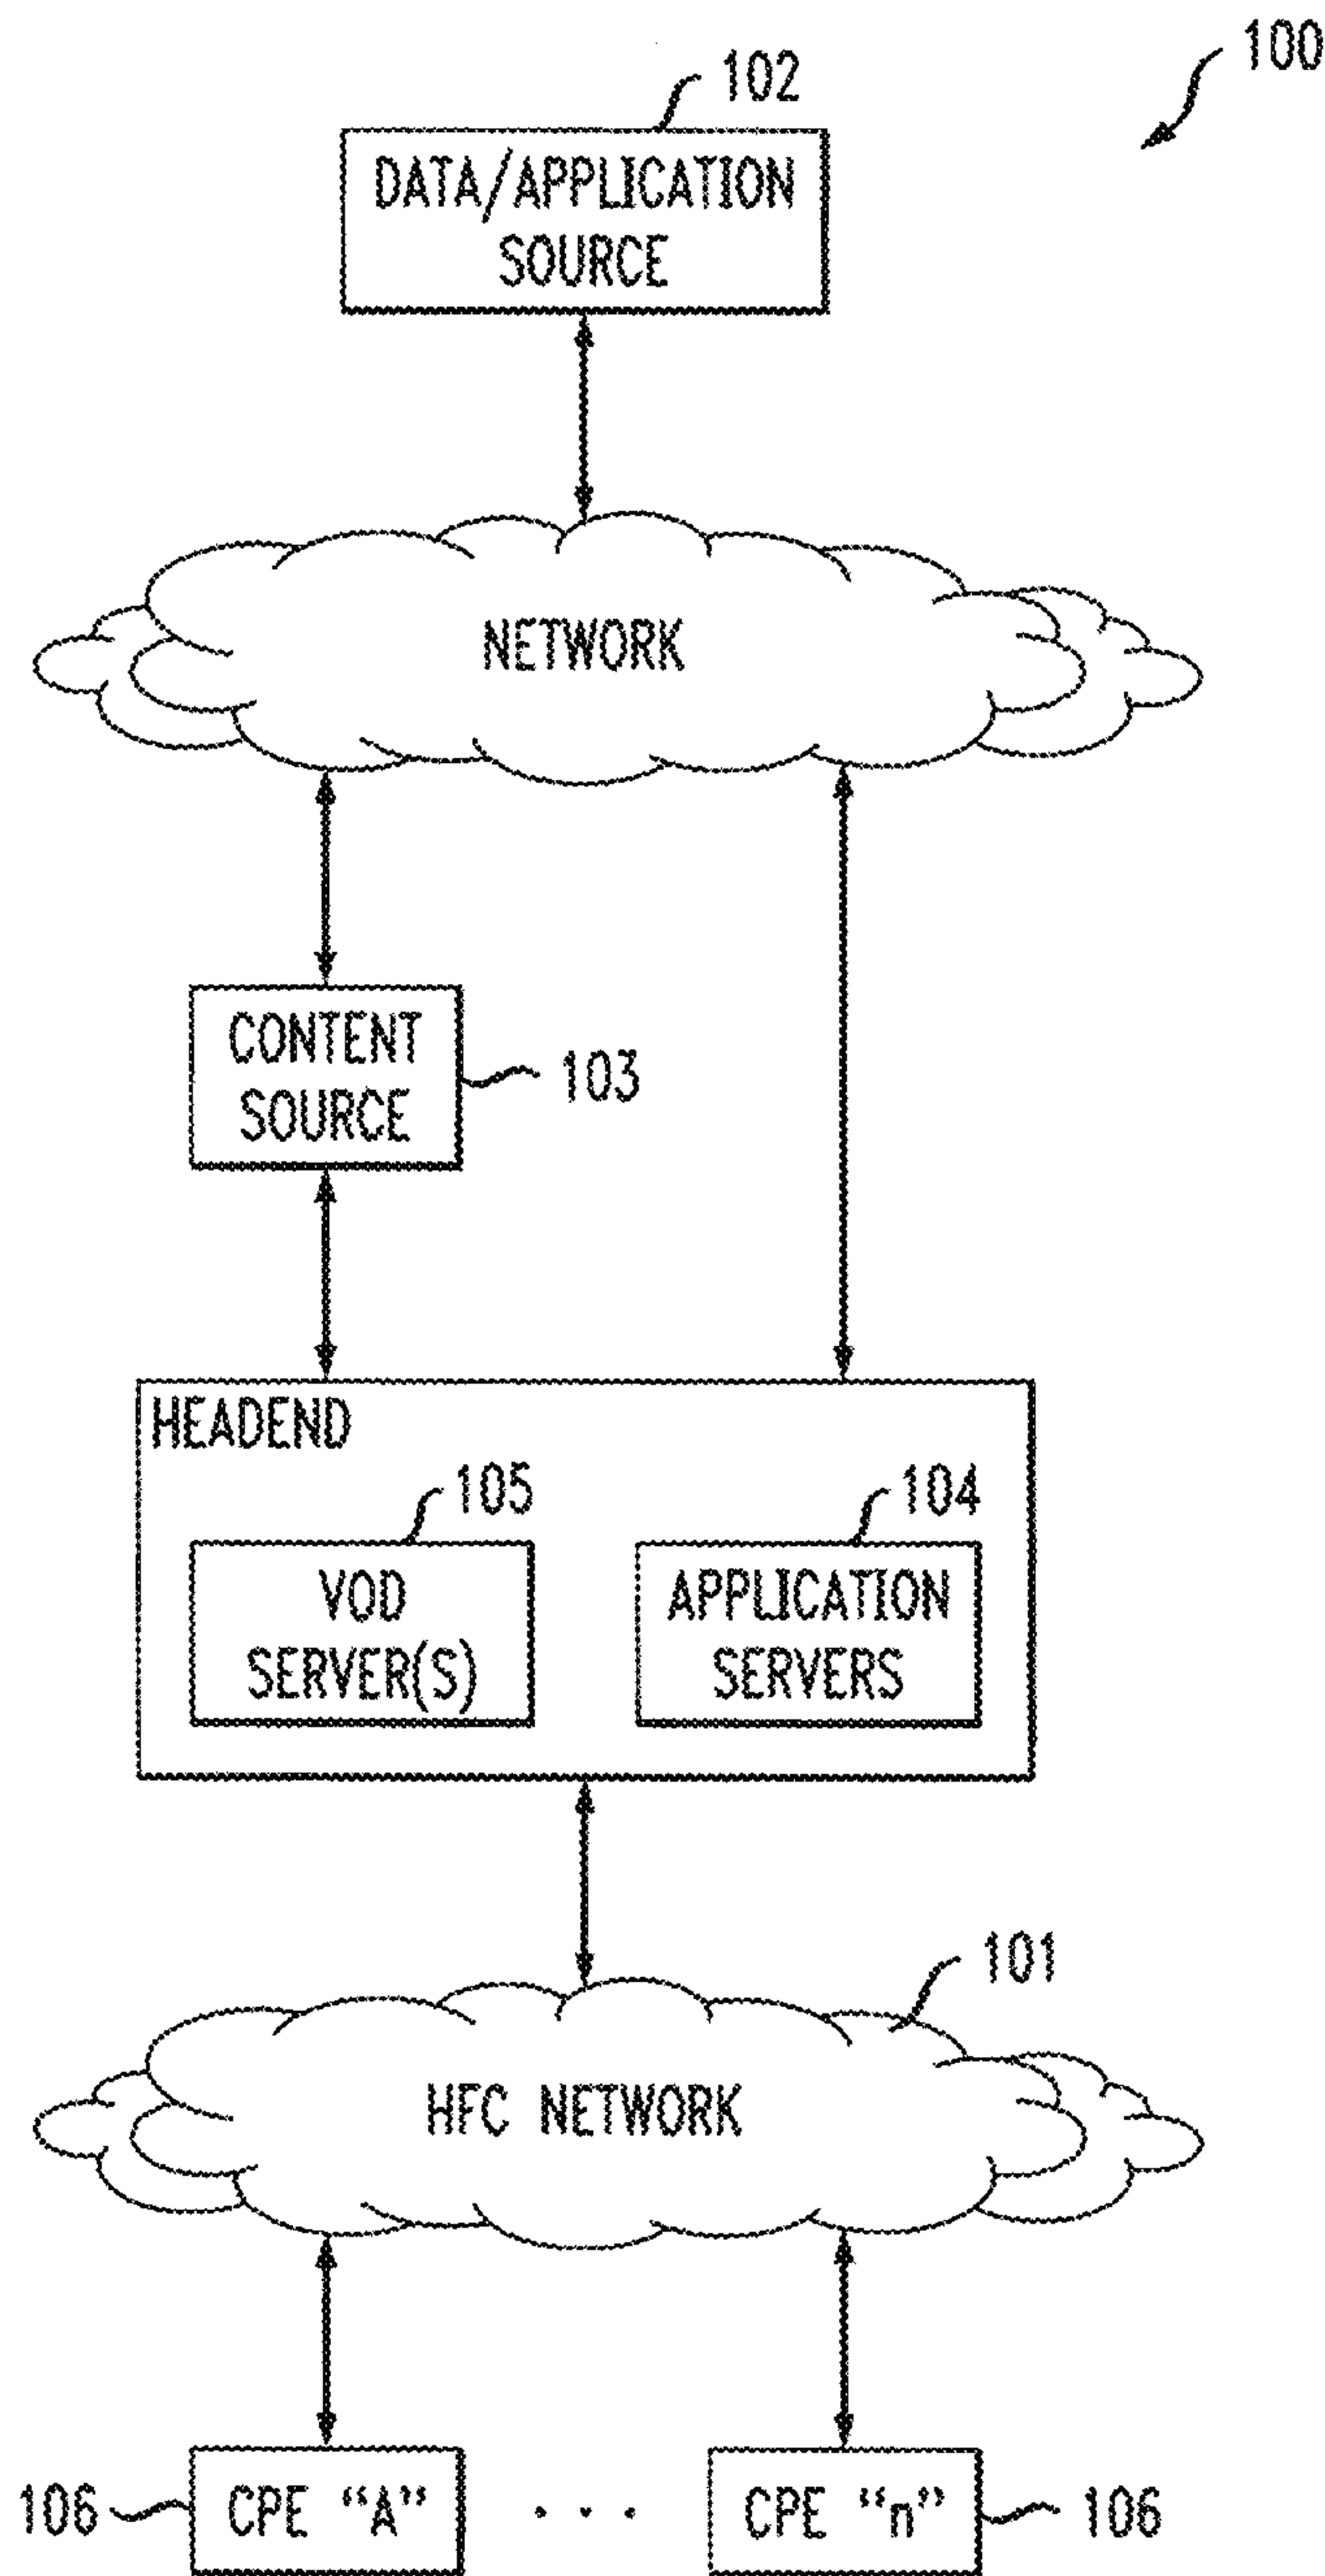 100
102
DATA/APPLICATION
SOURCE
NETWORK
CONTENT
SOURCE
103
HEADEND
105
104
VOD
SERVER(S)
APPLICATION
SERVERS
101
HFC NETWORK
106
CPE “A”
. . .
CPE “n”
106